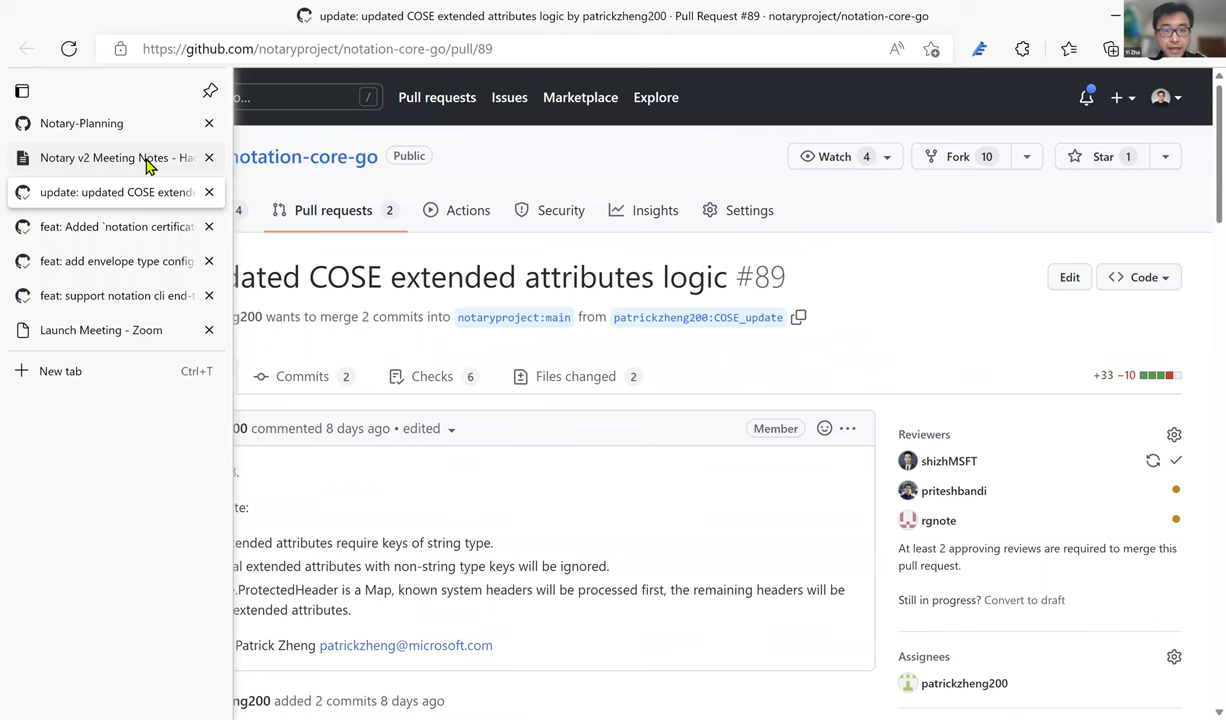 update: updated COSE extended attributes logic by patrickzheng200 · Pull Request #89 · notaryproject/notation-core-go
https://github.com/notaryproject/notation-core-go/pull/89
Yi Zha
o...
/
Pull requests
Issues
Marketplace
Explore
Notary-Planning
Notary v2 Meeting Notes - Ha
update: updated COSE extende
feat: Added `notation certificat
feat: add envelope type config
feat: support notation cli end-t
Launch Meeting - Zoom
New tab
Ctrl+T
notation-core-go
Public
Watch 4
Fork 10
Star 1
4
Pull requests 2
Actions
Security
Insights
Settings
dated COSE extended attributes logic #89
Edit
<> Code
g200 wants to merge 2 commits into notaryproject:main from patrickzheng200:COSE_update
Commits 2
Checks 6
Files changed 2
+33 −10
00 commented 8 days ago • edited
Member
3.
te:
tended attributes require keys of string type.
al extended attributes with non-string type keys will be ignored.
.ProtectedHeader is a Map, known system headers will be processed first, the remaining headers will be
extended attributes.
Patrick Zheng patrickzheng@microsoft.com
ng200 added 2 commits 8 days ago
Reviewers
shizhMSFT
priteshbandi
rgnote
At least 2 approving reviews are required to merge this
pull request.
Still in progress? Convert to draft
Assignees
patrickzheng200